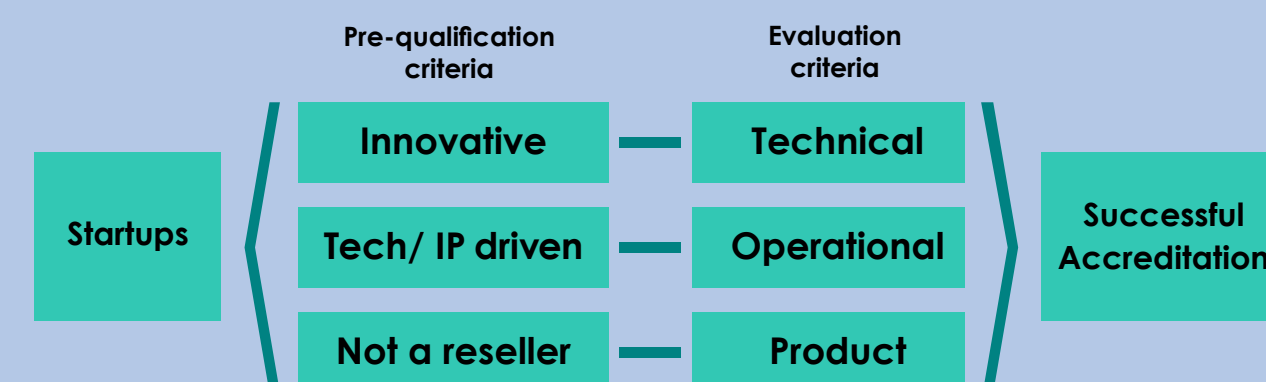 Pre-qualification
criteria
Evaluation
criteria
Innovative
Technical
Startups
Tech/ IP driven
Operational
Successful
Accreditation
Not a reseller
Product